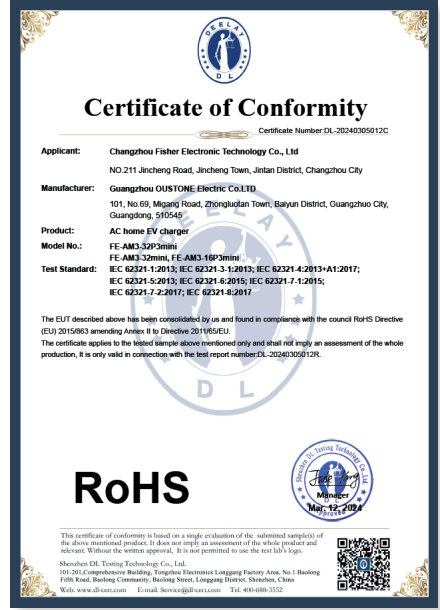 DEELAY
DL
Certificate of Conformity
Certificate Number:DL-20240305012C
Applicant: Changzhou Fisher Electronic Technology Co., Ltd
NO.211 Jincheng Road, Jincheng Town, Jintan District, Changzhou City
Manufacturer: Guangzhou OUSTONE Electric Co.LTD
101, No.69, Migang Road, Zhongluotan Town, Baiyun District, Guangzhou City,
Guangdong, 510545
Product: AC home EV charger
Model No.: FE-AM3-32P3mini
FE-AM3-32mini, FE-AM3-16P3mini
Test Standard: IEC 62321-1:2013; IEC 62321-3-1:2013; IEC 62321-4:2013+A1:2017;
IEC 62321-5:2013; IEC 62321-6:2015; IEC 62321-7-1:2015;
IEC 62321-7-2:2017; IEC 62321-8:2017
DEELAY
DL
The EUT described above has been consolidated by us and found in compliance with the council RoHS Directive
(EU) 2015/863 amending Annex II to Directive 2011/65/EU.
The certificate applies to the tested sample above mentioned only and shall not imply an assessment of the whole
production, It is only valid in connection with the test report number:DL-20240305012R.
RoHS
Shenzhen DL Testing Technology Co.,Ltd.
Manager
Mar. 12, 2024
Approved
This certificate of conformity is based on a single evaluation of the submitted sample(s) of
the above mentioned product. It does not imply an assessment of the whole product and
relevant. Without the written approval, It is not permitted to use the test lab's logo.
Shenzhen DL Testing Technology Co., Ltd.
101-201,Comprehensive Building, Tongzhou Electronics Longgang Factory Area, No.1 Baolong
Fifth Road, Baolong Community, Baolong Street, Longgang District, Shenzhen, China
Web: www.dl-cert.com E-mail: Service@dl-cert.com Tel: 400-688-3552